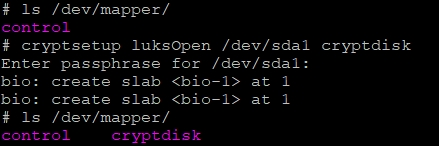 # ls /dev/mapper/
control
# cryptsetup luksOpen /dev/sda1 cryptdisk
Enter passphrase for /dev/sda1:
bio: create slab <bio-1> at 1
bio: create slab <bio-1> at 1
# ls /dev/mapper/
control    cryptdisk